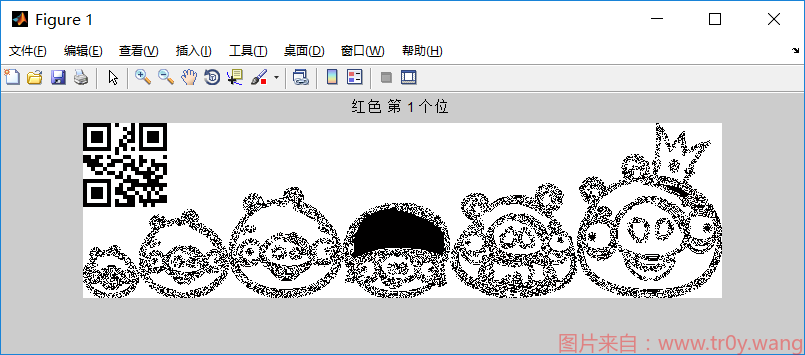 Figure 1
文件(F) 编辑(E) 查看(V) 插入(I) 工具(T) 桌面(D) 窗口(W) 帮助(H)
红色 第 1 个位
图片来自：www.tr0y.wang